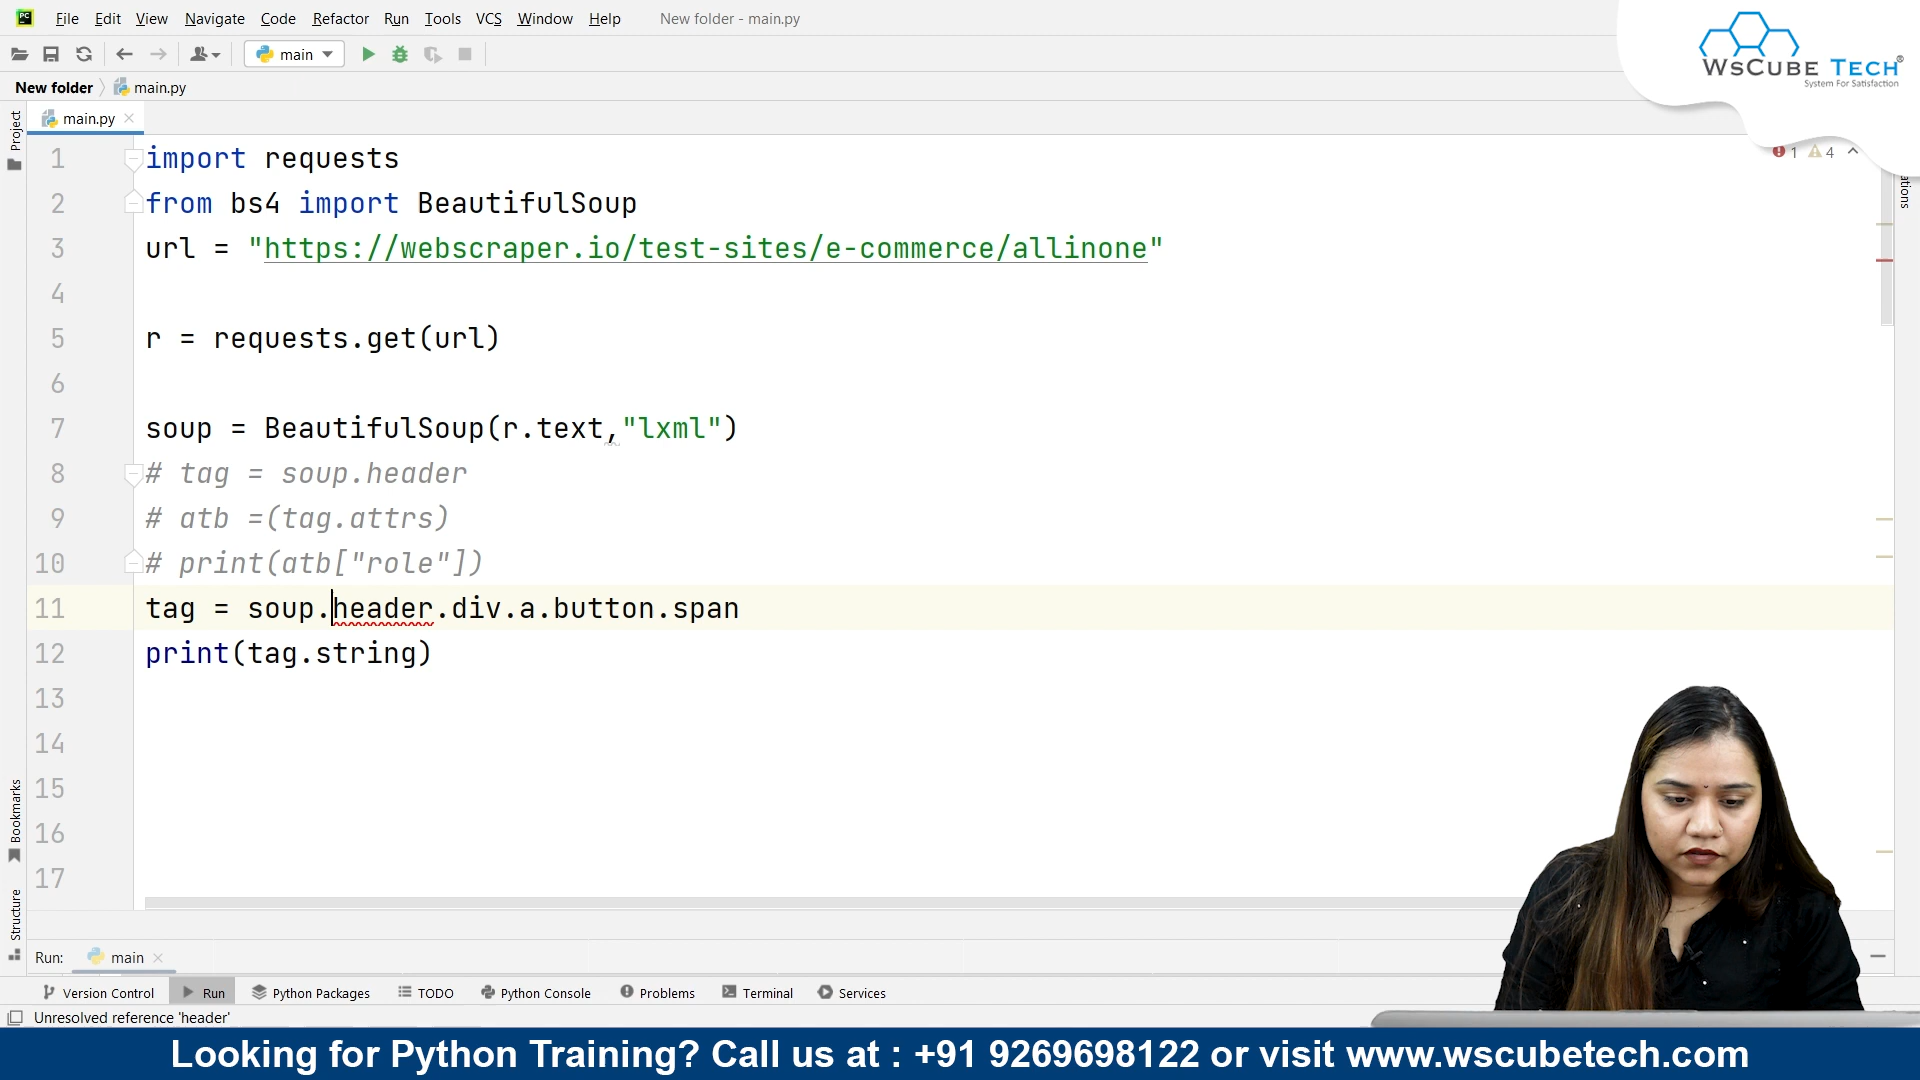 File Edit View Navigate Code Refactor Run Tools VCS Window Help New folder - main.py
main
WsCube Tech®
System For Satisfaction
New folder main.py
Project
main.py
1 4
1 import requests
2 from bs4 import BeautifulSoup
3 url = "https://webscraper.io/test-sites/e-commerce/allinone"
4
5 r = requests.get(url)
6
7 soup = BeautifulSoup(r.text,"lxml")
8 # tag = soup.header
9 # atb =(tag.attrs)
10 # print(atb["role"])
11 tag = soup.header.div.a.button.span
12 print(tag.string)
13
14
15
16
17
Bookmarks
Structure
Run: main
Version Control Run Python Packages TODO Python Console Problems Terminal Services
Unresolved reference 'header'
Looking for Python Training? Call us at : +91 9269698122 or visit www.wscubetech.com